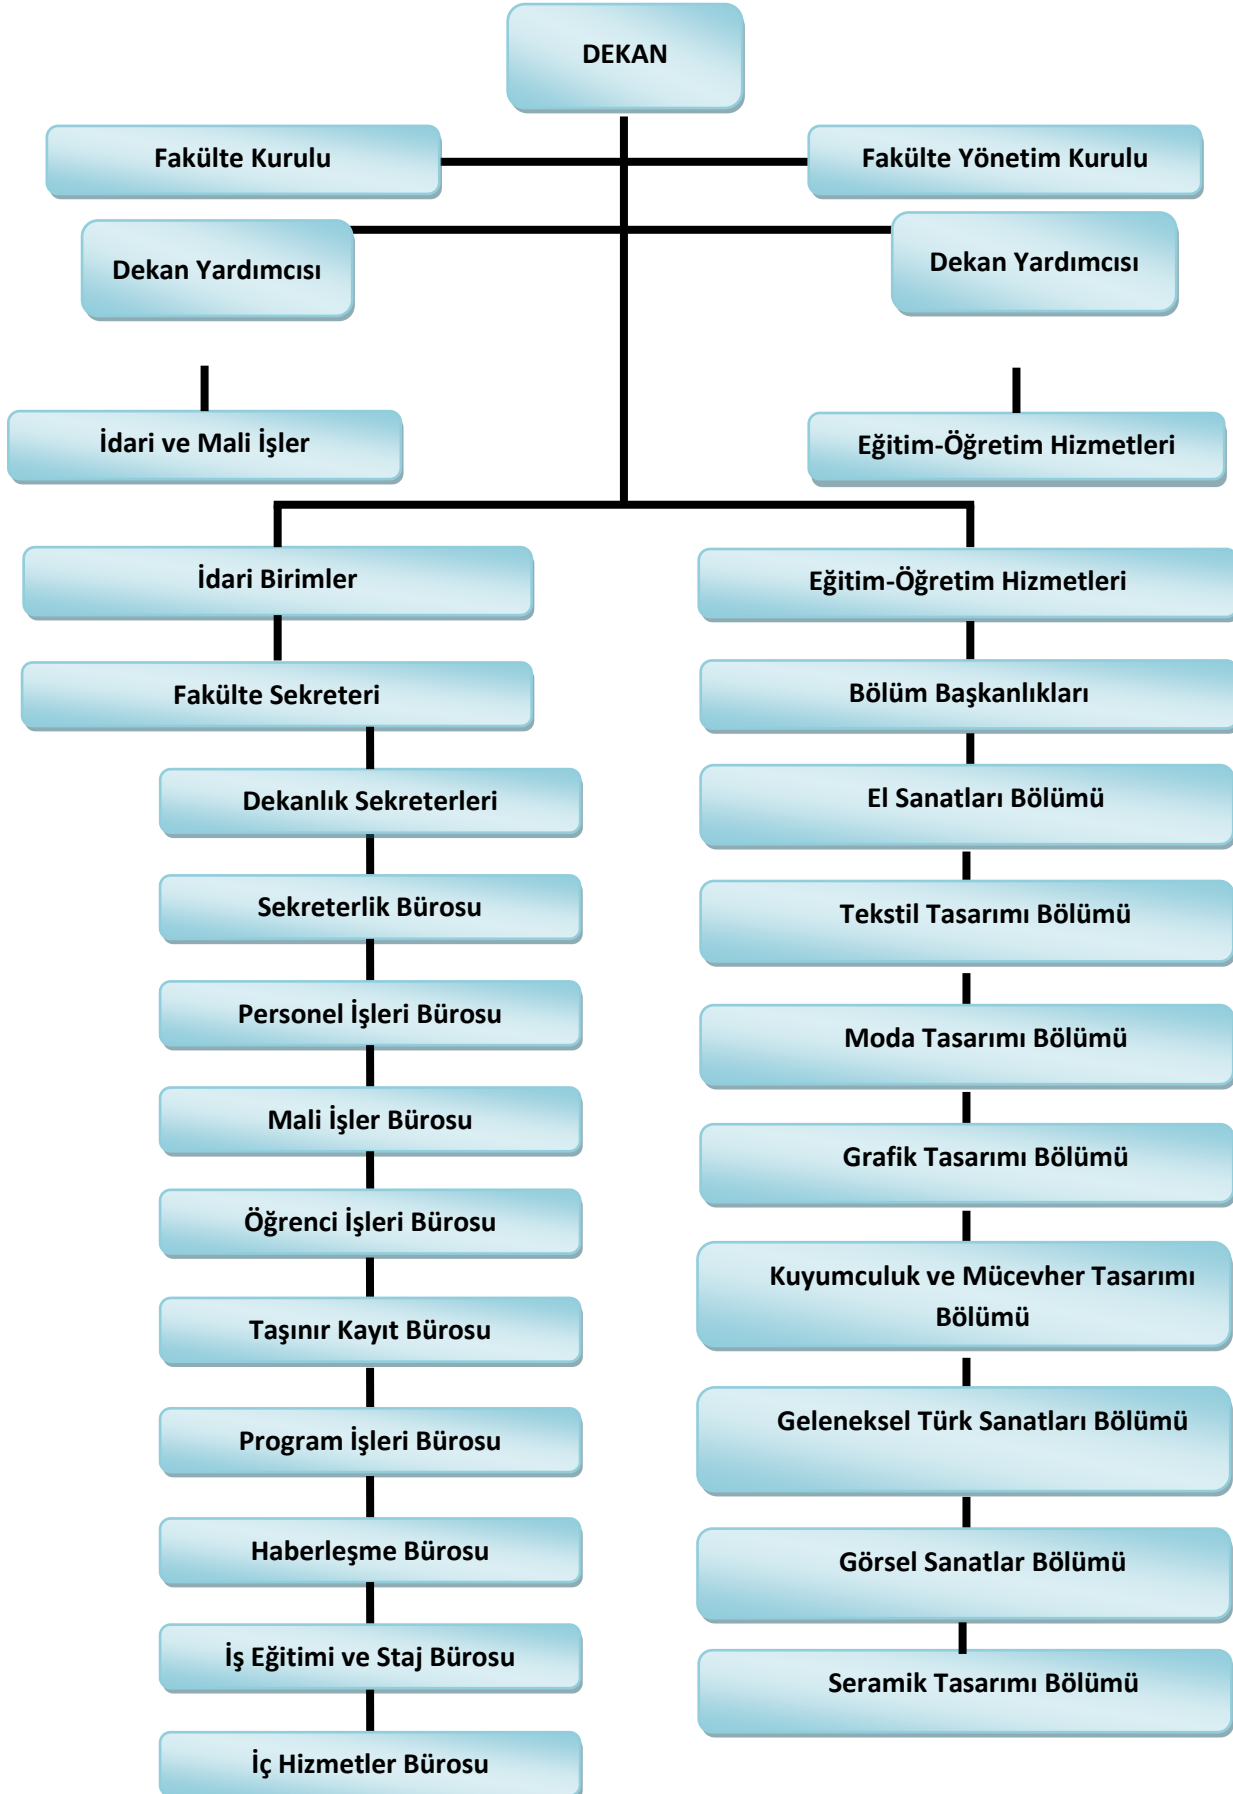 DEKAN
Fakülte Kurulu
Fakülte Yönetim Kurulu
Dekan Yardımcısı
Dekan Yardımcısı
İdari ve Mali İşler
Eğitim-Öğretim Hizmetleri
İdari Birimler
Fakülte Sekreteri
Dekanlık Sekreterleri
Sekreterlik Bürosu
Personel İşleri Bürosu
Mali İşler Bürosu
Öğrenci İşleri Bürosu
Taşınır Kayıt Bürosu
Program İşleri Bürosu
Haberleşme Bürosu
İş Eğitimi ve Staj Bürosu
İç Hizmetler Bürosu
Eğitim-Öğretim Hizmetleri
Bölüm Başkanlıkları
El Sanatları Bölümü
Tekstil Tasarımı Bölümü
Moda Tasarımı Bölümü
Grafik Tasarımı Bölümü
Kuyumculuk ve Mücevher Tasarımı
Bölümü
Geleneksel Türk Sanatları Bölümü
Görsel Sanatlar Bölümü
Seramik Tasarımı Bölümü